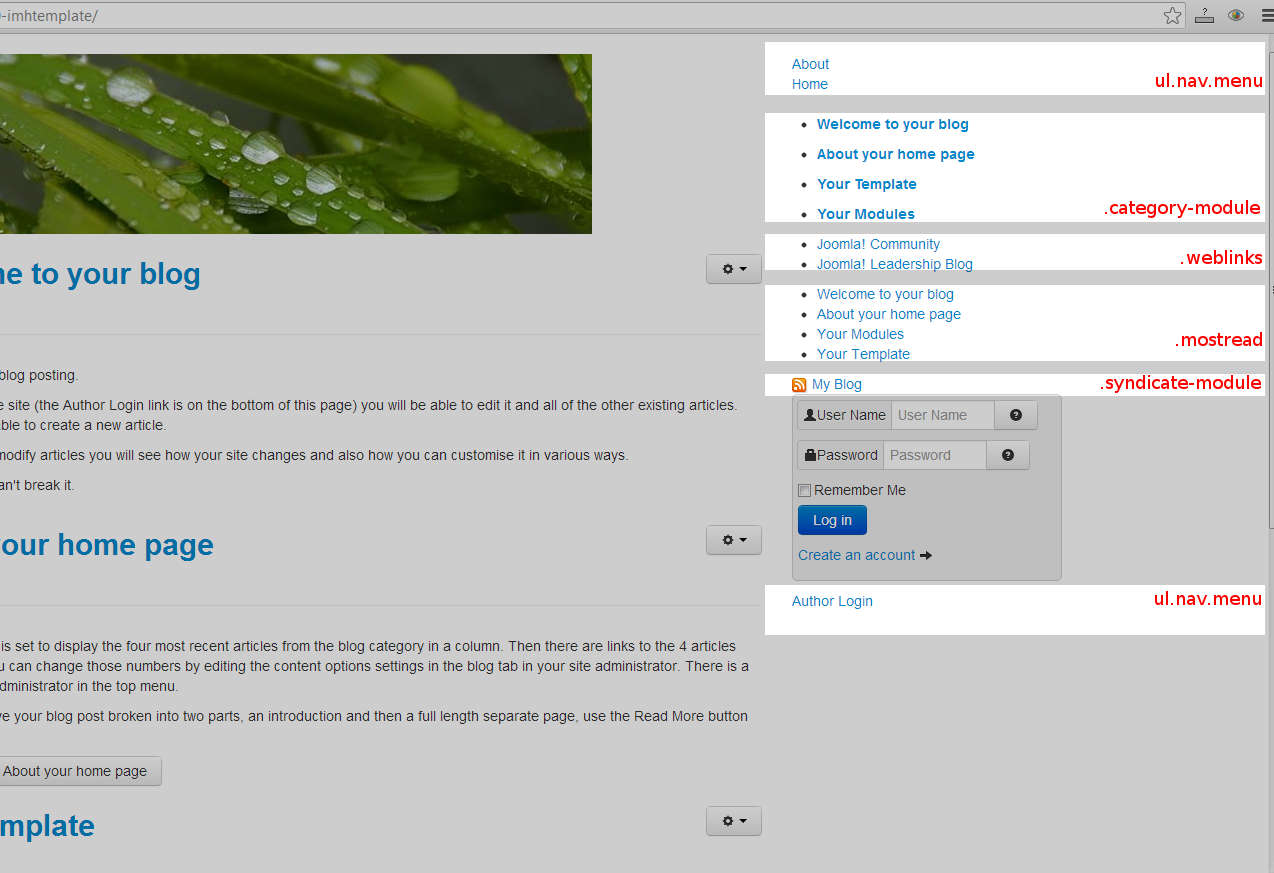 -imhtemplate/
About
Home
ul.nav.menu
Welcome to your blog
About your home page
Your Template
Your Modules
.category-module
Joomla! Community
Joomla! Leadership Blog
.weblinks
Welcome to your blog
About your home page
Your Modules
Your Template
.mostread
My Blog
.syndicate-module
User Name User Name
Password Password
Remember Me
Log in
Create an account
Author Login
ul.nav.menu
e to your blog
blog posting.
e site (the Author Login link is on the bottom of this page) you will be able to edit it and all of the other existing articles.
ble to create a new article.
modify articles you will see how your site changes and also how you can customise it in various ways.
an't break it.
our home page
is set to display the four most recent articles from the blog category in a column. Then there are links to the 4 articles
u can change those numbers by editing the content options settings in the blog tab in your site administrator. There is a
dministrator in the top menu.
ve your blog post broken into two parts, an introduction and then a full length separate page, use the Read More button
About your home page
mplate